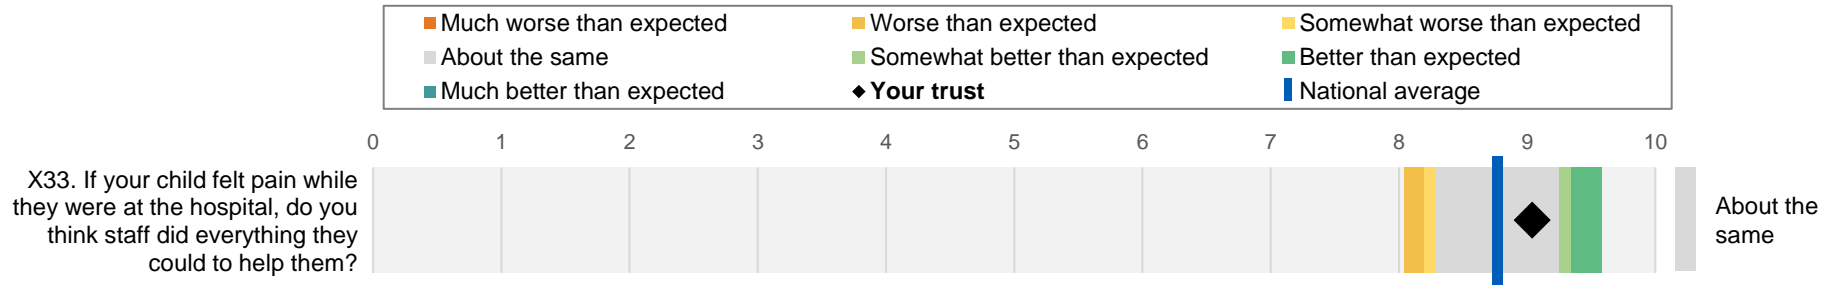 Much worse than expected
Worse than expected
Somewhat worse than expected
About the same
Somewhat better than expected
Better than expected
Much better than expected
Your trust
National average
0 1 2 3 4 5 6 7 8 9 10
X33. If your child felt pain while
they were at the hospital, do you
think staff did everything they
could to help them?
About the
same